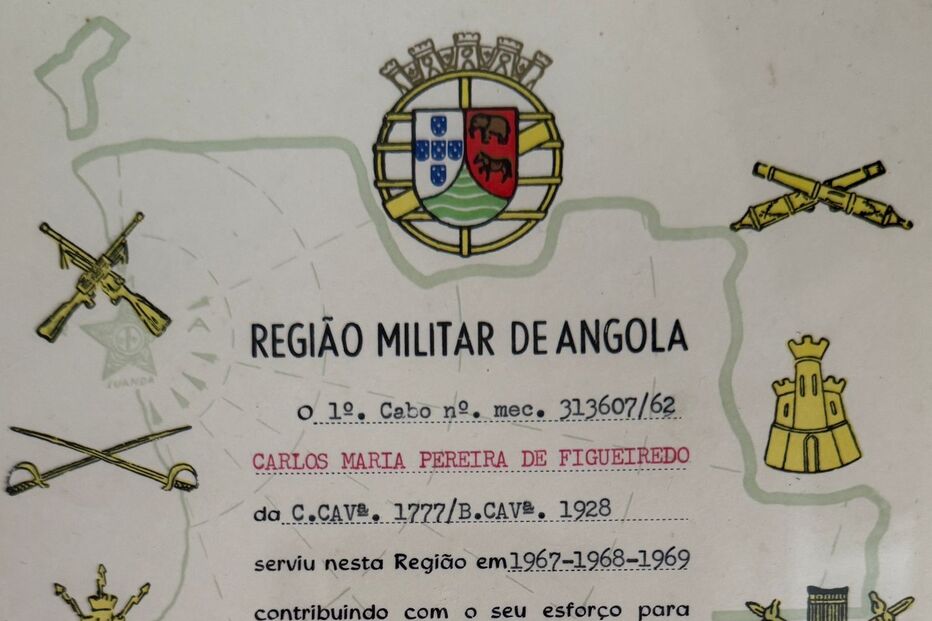 REGIÃO MILITAR DE ANGOLA
LUANDA
O 1º. Cabo nº. mec. 313607/62
CARLOS MARIA PEREIRA DE FIGUEIREDO
da C.CAVª. 1777/B.CAVª. 1928
serviu nesta Região em 1967-1968-1969
contribuindo com o seu esforço para